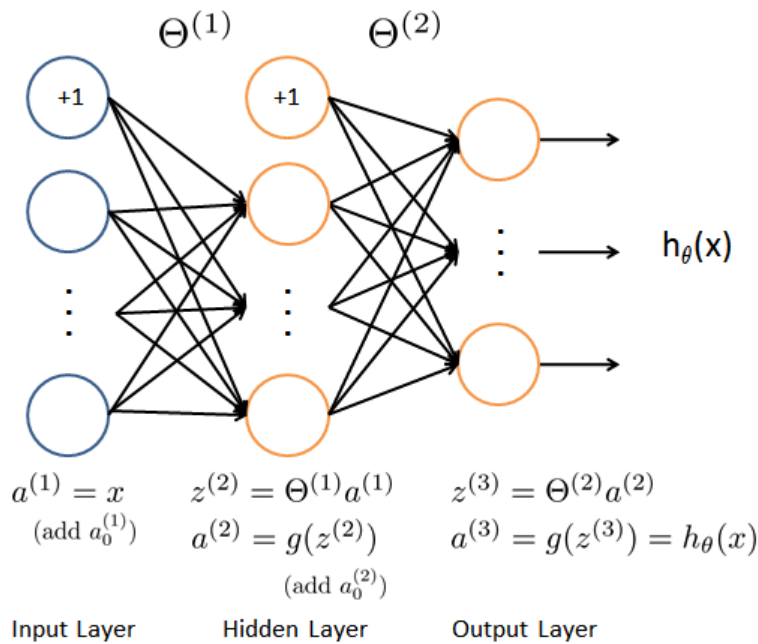 Θ^(1) Θ^(2)
+1 +1
⋮ ⋮ ⋮
h_θ(x)
a^(1) = x z^(2) = Θ^(1)a^(1) z^(3) = Θ^(2)a^(2)
(add a_0^(1)) a^(2) = g(z^(2)) a^(3) = g(z^(3)) = h_θ(x)
(add a_0^(2))
Input Layer Hidden Layer Output Layer